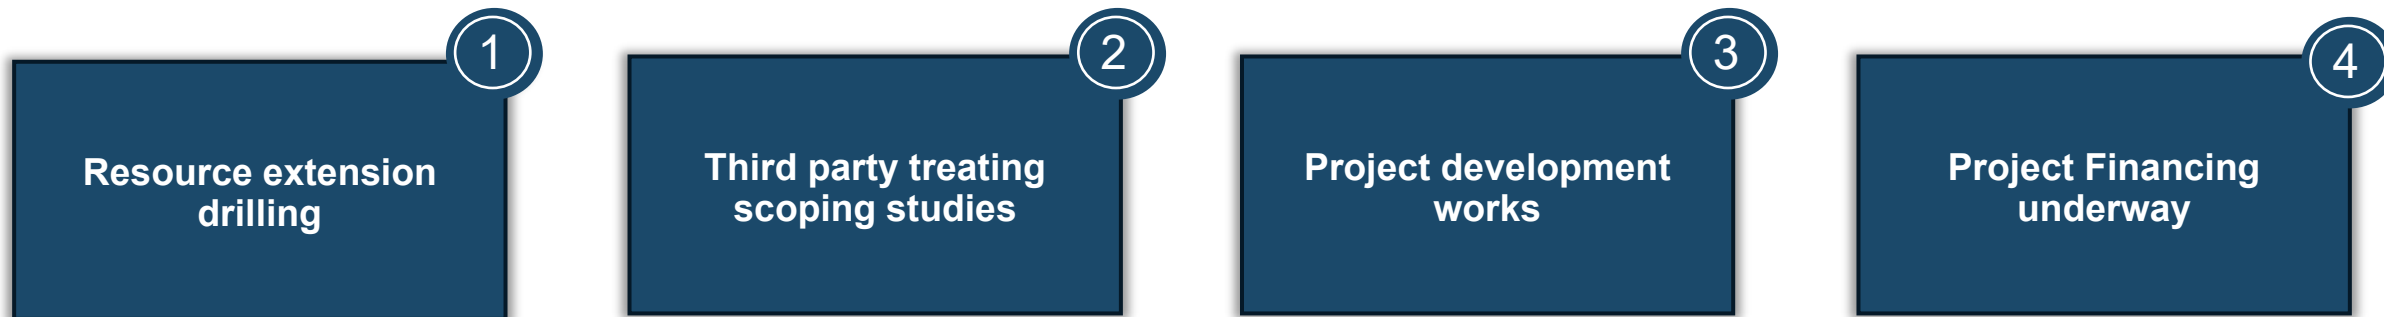 1
Resource extension
drilling
2
Third party treating
scoping studies
3
Project development
works
4
Project Financing
underway